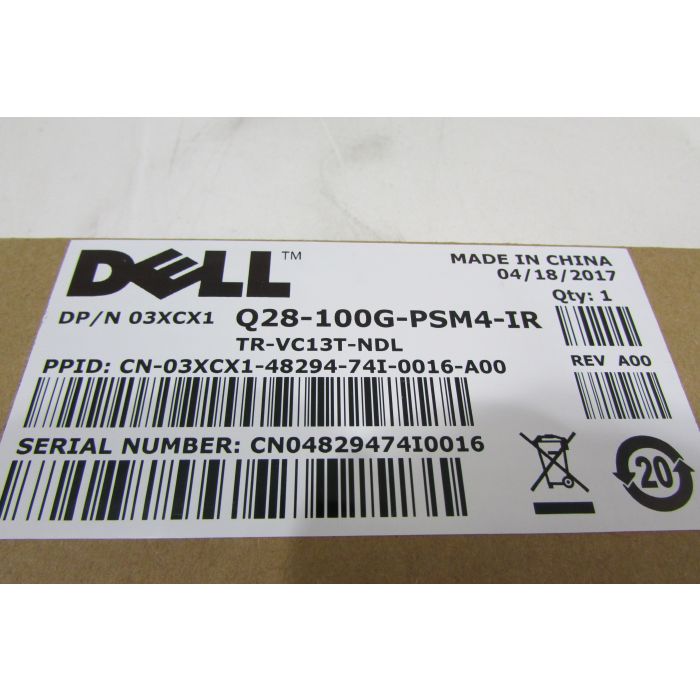 DELL™
MADE IN CHINA
04/18/2017
DP/N 03XCX1 Q28-100G-PSM4-IR
Qty: 1
TR-VC13T-NDL
PPID: CN-03XCX1-48294-74I-0016-A00
REV A00
SERIAL NUMBER: CN04829474I0016
20